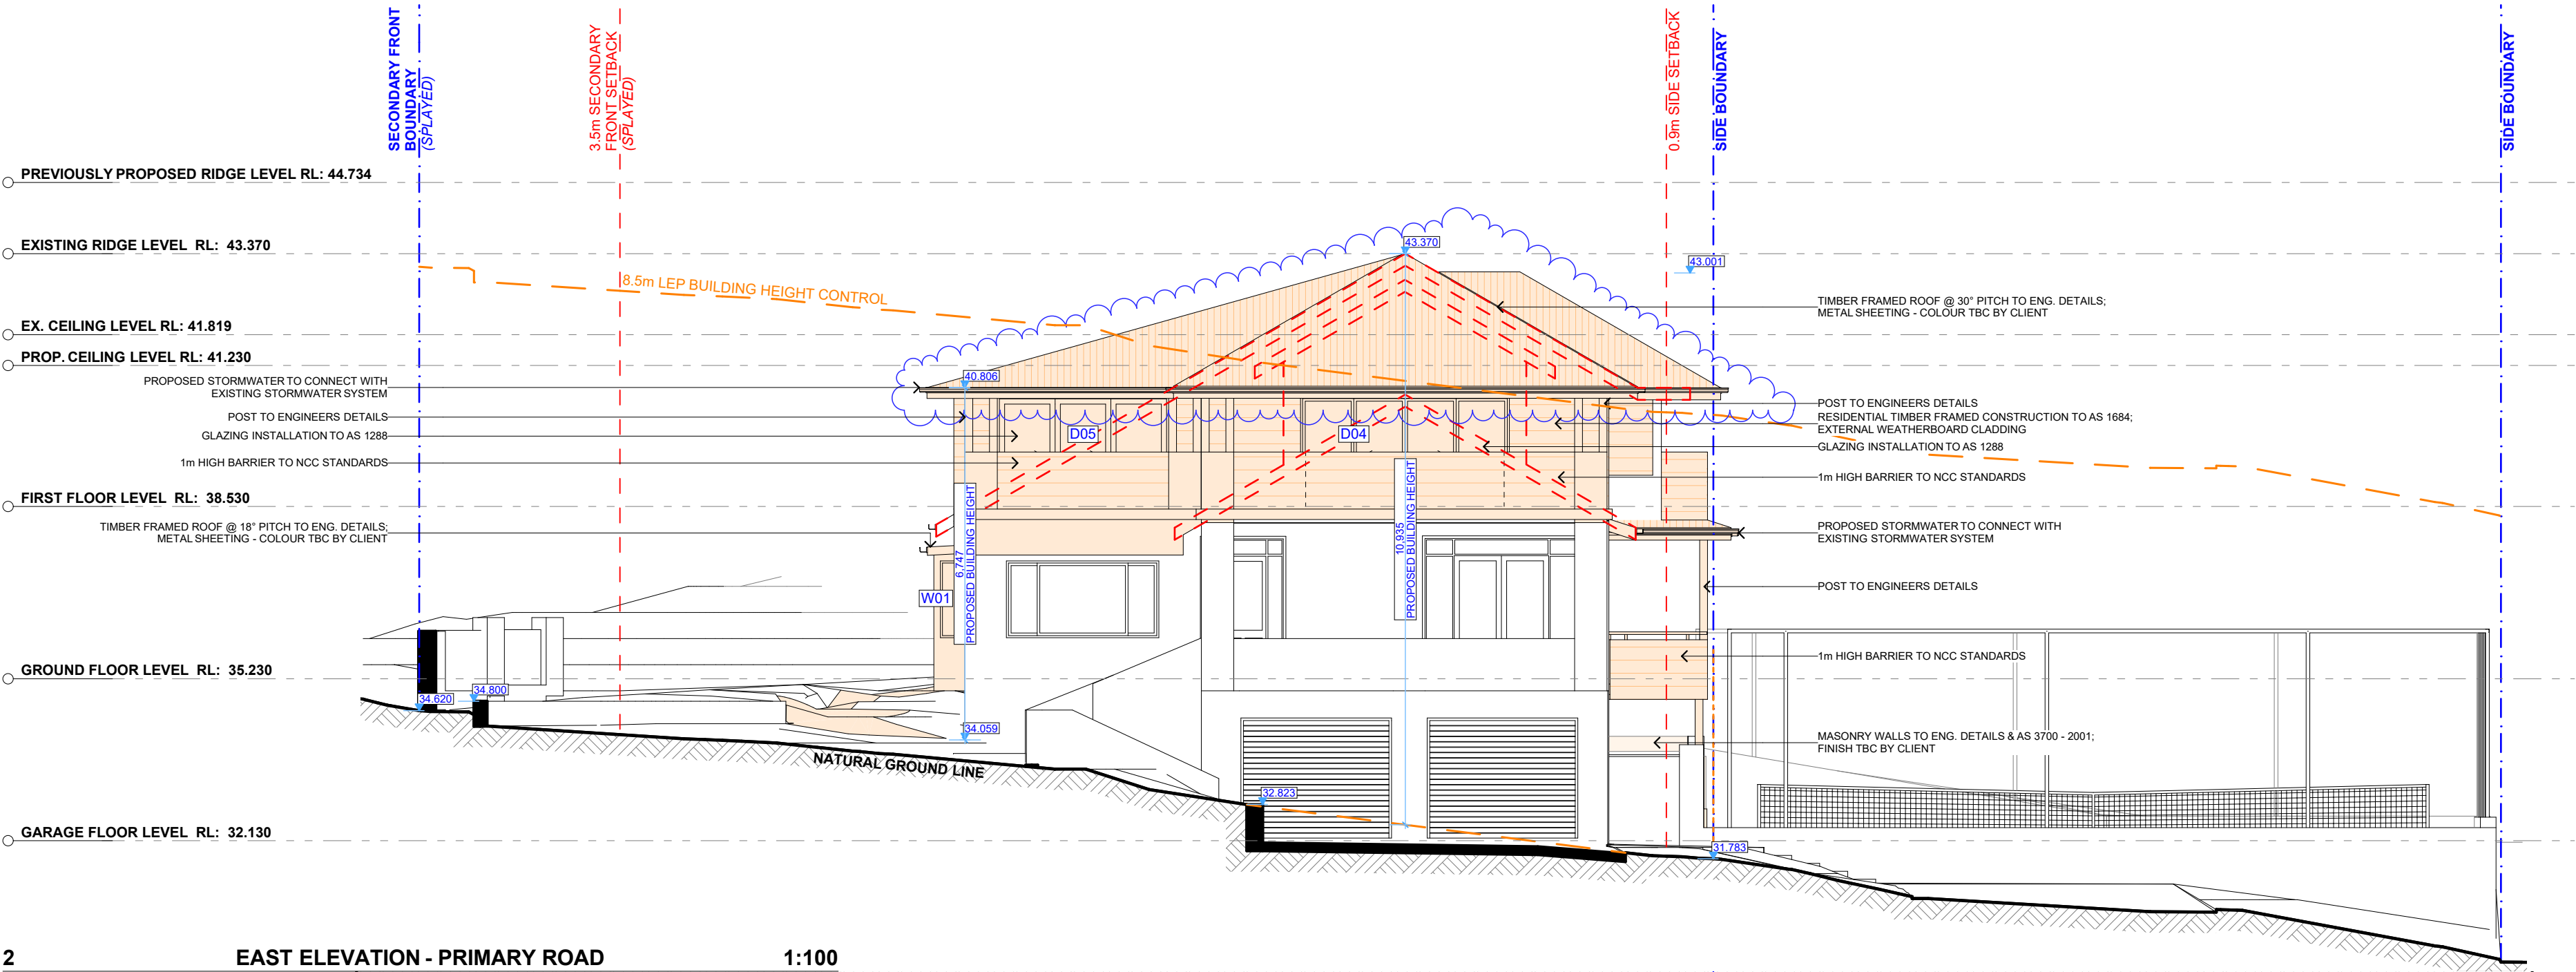 SECONDARY FRONT
BOUNDARY
(SPLAYED)
3.5m SECONDARY
FRONT SETBACK
(SPLAYED)
0.9m SIDE SETBACK
SIDE BOUNDARY
SIDE BOUNDARY
PREVIOUSLY PROPOSED RIDGE LEVEL RL: 44.734
EXISTING RIDGE LEVEL RL: 43.370
43.370
43.001
8.5m LEP BUILDING HEIGHT CONTROL
TIMBER FRAMED ROOF @ 30° PITCH TO ENG. DETAILS;
METAL SHEETING - COLOUR TBC BY CLIENT
EX. CEILING LEVEL RL: 41.819
PROP. CEILING LEVEL RL: 41.230
PROPOSED STORMWATER TO CONNECT WITH
EXISTING STORMWATER SYSTEM
40.806
POST TO ENGINEERS DETAILS
GLAZING INSTALLATION TO AS 1288
1m HIGH BARRIER TO NCC STANDARDS
D05
D04
POST TO ENGINEERS DETAILS
RESIDENTIAL TIMBER FRAMED CONSTRUCTION TO AS 1684;
EXTERNAL WEATHERBOARD CLADDING
GLAZING INSTALLATION TO AS 1288
1m HIGH BARRIER TO NCC STANDARDS
FIRST FLOOR LEVEL RL: 38.530
TIMBER FRAMED ROOF @ 18° PITCH TO ENG. DETAILS;
METAL SHEETING - COLOUR TBC BY CLIENT
6,747
PROPOSED BUILDING HEIGHT
10,935
PROPOSED BUILDING HEIGHT
PROPOSED STORMWATER TO CONNECT WITH
EXISTING STORMWATER SYSTEM
W01
POST TO ENGINEERS DETAILS
GROUND FLOOR LEVEL RL: 35.230
1m HIGH BARRIER TO NCC STANDARDS
34.620
34.800
34.059
MASONRY WALLS TO ENG. DETAILS & AS 3700 - 2001;
FINISH TBC BY CLIENT
NATURAL GROUND LINE
32.823
GARAGE FLOOR LEVEL RL: 32.130
31.783
2 EAST ELEVATION - PRIMARY ROAD 1:100